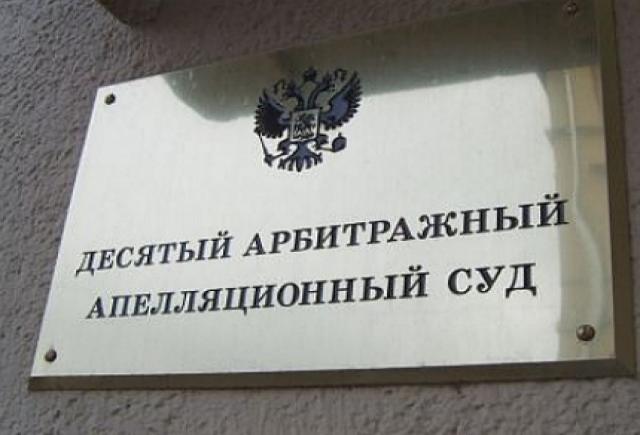 ДЕСЯТЫЙ АРБИТРАЖНЫЙ
АПЕЛЛЯЦИОННЫЙ СУД